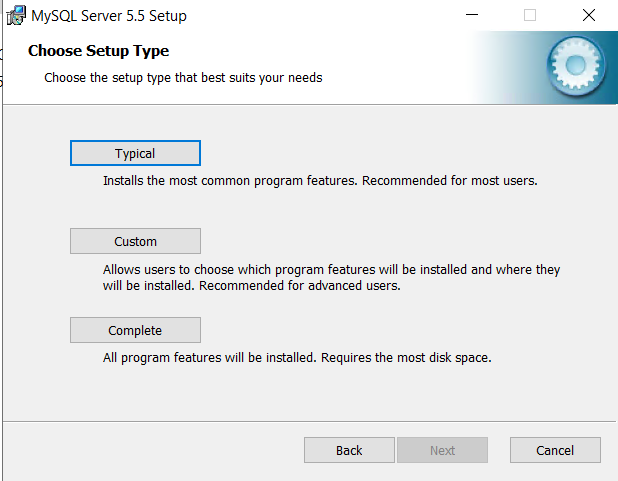 MySQL Server 5.5 Setup
Choose Setup Type
Choose the setup type that best suits your needs
Typical
Installs the most common program features. Recommended for most users.
Custom
Allows users to choose which program features will be installed and where they
will be installed. Recommended for advanced users.
Complete
All program features will be installed. Requires the most disk space.
Back
Next
Cancel